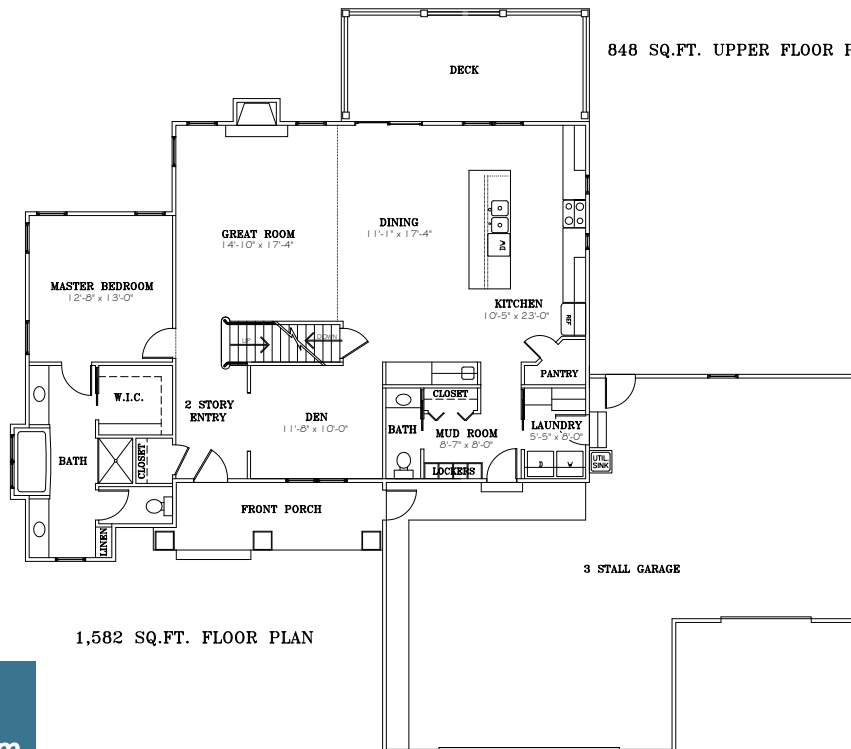 848 SQ.FT. UPPER FLOOR
DECK
GREAT ROOM
14'-10" x 17'-4"
DINING
11'-1" x 17'-4"
DW
MASTER BEDROOM
12'-8" x 13'-0"
KITCHEN
10'-5" x 23'-0"
REF
UP
DOWN
PANTRY
W.I.C.
2 STORY
ENTRY
DEN
11'-8" x 10'-0"
CLOSET
BATH
MUD ROOM
8'-7" x 8'-0"
LAUNDRY
5'-5" x 8'-0"
BATH
CLOSET
LOCKERS
D
W
UTIL.
SINK
FRONT PORCH
LINEN
3 STALL GARAGE
1,582 SQ.FT. FLOOR PLAN